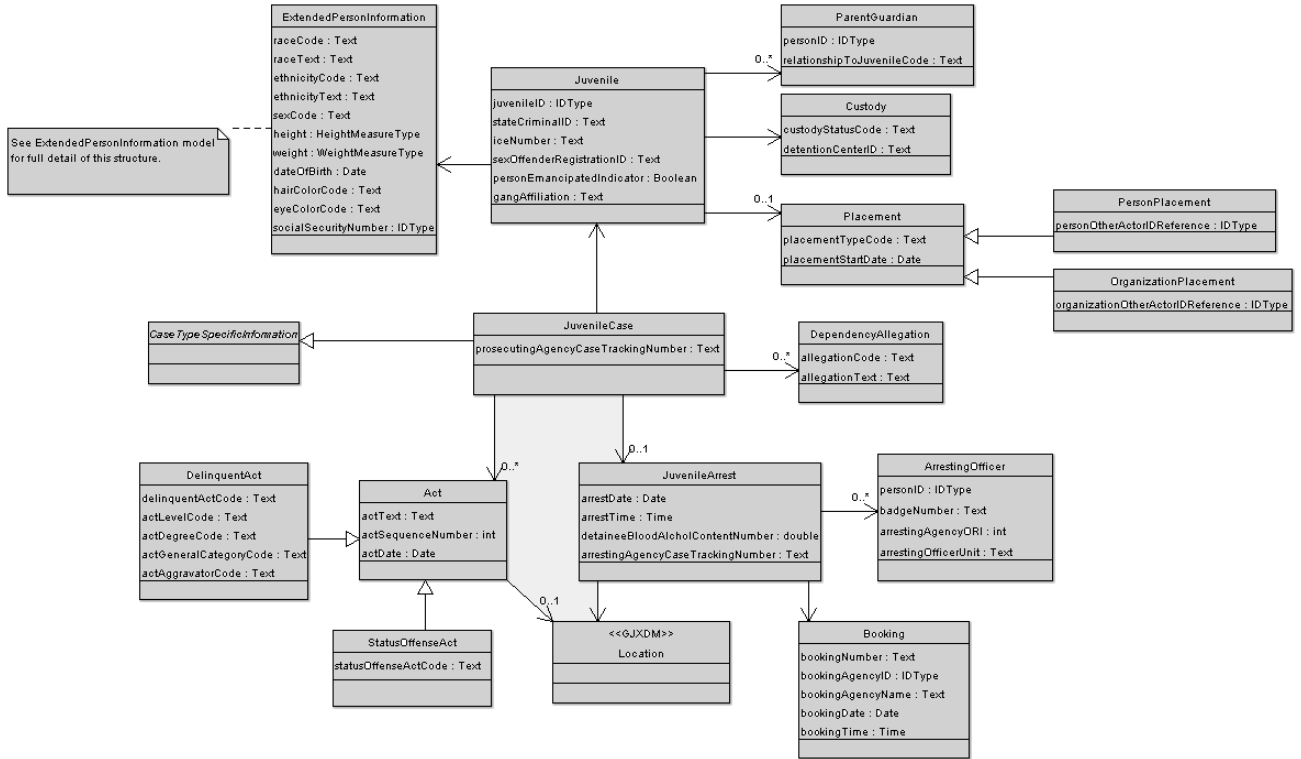 ExtendedPersonInformation
raceCode : Text
raceText : Text
ethnicityCode : Text
ethnicityText : Text
sexCode : Text
height : HeightMeasureType
weight : WeightMeasureType
dateOfBirth : Date
hairColorCode : Text
eyeColorCode : Text
socialSecurityNumber : IDType
See ExtendedPersonInformation model
for full detail of this structure.
Juvenile
juvenileID : IDType
stateCriminalID : Text
iceNumber : Text
sexOffenderRegistrationID : Text
personEmancipatedIndicator : Boolean
gangAffiliation : Text
0..*
ParentGuardian
personID : IDType
relationshipToJuvenileCode : Text
Custody
custodyStatusCode : Text
detentionCenterID : Text
0..1
Placement
placementTypeCode : Text
placementStartDate : Date
PersonPlacement
personOtherActorIDReference : IDType
OrganizationPlacement
organizationOtherActorIDReference : IDType
CaseTypeSpecificInformation
JuvenileCase
prosecutingAgencyCaseTrackingNumber : Text
0..*
DependencyAllegation
allegationCode : Text
allegationText : Text
0..*
0..1
DelinquentAct
delinquentActCode : Text
actLevelCode : Text
actDegreeCode : Text
actGeneralCategoryCode : Text
actAggravatorCode : Text
Act
actText : Text
actSequenceNumber : int
actDate : Date
JuvenileArrest
arrestDate : Date
arrestTime : Time
detaineeBloodAlcholContentNumber : double
arrestingAgencyCaseTrackingNumber : Text
0..*
ArrestingOfficer
personID : IDType
badgeNumber : Text
arrestingAgencyORI : int
arrestingOfficerUnit : Text
0..1
StatusOffenseAct
statusOffenseActCode : Text
<<GJXDM>>
Location
Booking
bookingNumber : Text
bookingAgencyID : IDType
bookingAgencyName : Text
bookingDate : Date
bookingTime : Time